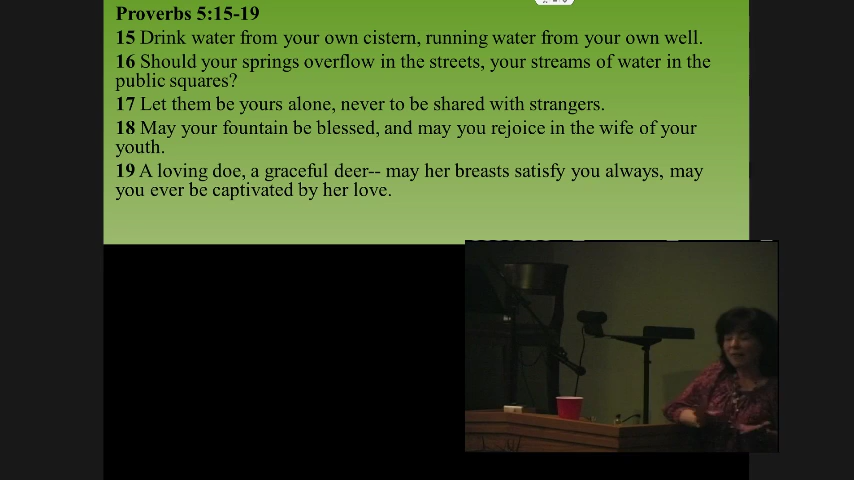 Proverbs 5:15-19
15 Drink water from your own cistern, running water from your own well.
16 Should your springs overflow in the streets, your streams of water in the
public squares?
17 Let them be yours alone, never to be shared with strangers.
18 May your fountain be blessed, and may you rejoice in the wife of your
youth.
19 A loving doe, a graceful deer-- may her breasts satisfy you always, may
you ever be captivated by her love.